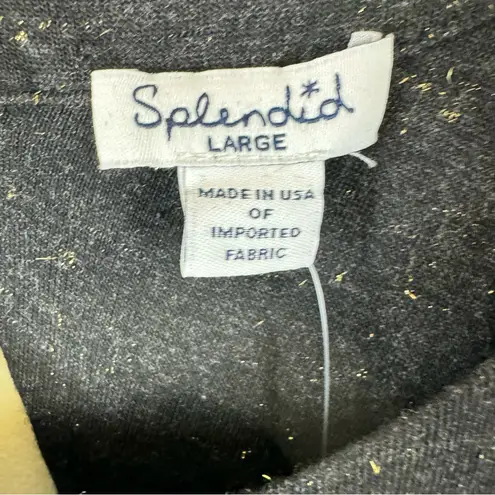 Splendid
LARGE
MADE IN USA
OF
IMPORTED
FABRIC